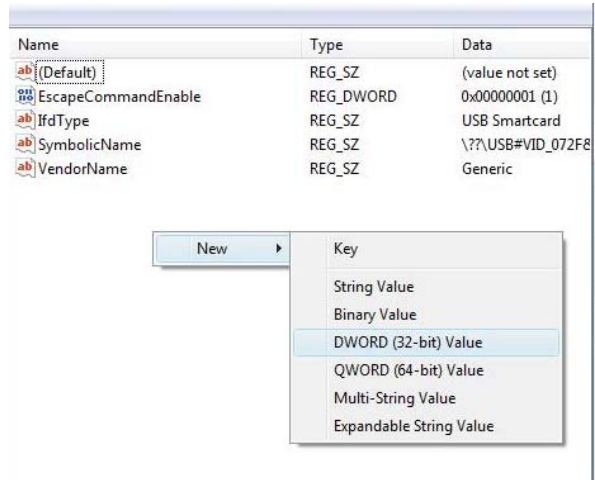 Name Type Data
(Default) REG_SZ (value not set)
EscapeCommandEnable REG_DWORD 0x00000001 (1)
IfdType REG_SZ USB Smartcard
SymbolicName REG_SZ \??\USB#VID_072F&
VendorName REG_SZ Generic
New Key
String Value
Binary Value
DWORD (32-bit) Value
QWORD (64-bit) Value
Multi-String Value
Expandable String Value